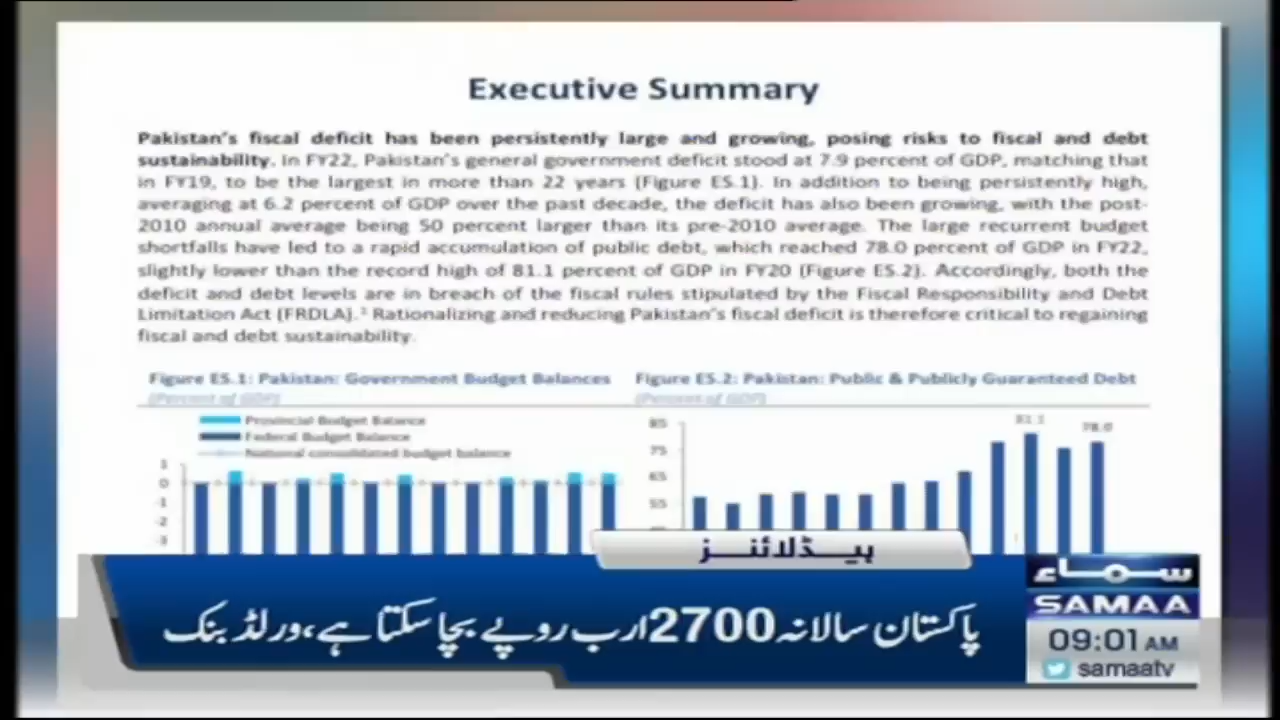 Executive Summary
Pakistan's fiscal deficit has been persistently large and growing, posing risks to fiscal and debt
sustainability. In FY22, Pakistan's general government deficit stood at 7.9 percent of GDP, matching that
in FY19, to be the largest in more than 22 years (Figure ES.1). In addition to being persistently high,
averaging at 6.2 percent of GDP over the past decade, the deficit has also been growing, with the post-
2010 annual average being 50 percent larger than its pre-2010 average. The large recurrent budget
shortfalls have led to a rapid accumulation of public debt, which reached 78.0 percent of GDP in FY22,
slightly lower than the record high of 81.1 percent of GDP in FY20 (Figure ES.2). Accordingly, both the
deficit and debt levels are in breach of the fiscal rules stipulated by the Fiscal Responsibility and Debt
Limitation Act (FRDLA).¹ Rationalizing and reducing Pakistan's fiscal deficit is therefore critical to regaining
fiscal and debt sustainability.
Figure ES.1: Pakistan: Government Budget Balances
(Percent of GDP)
Provincial Budget Balance
Federal Budget Balance
National consolidated budget balance
1
0
-1
-2
-3
Figure ES.2: Pakistan: Public & Publicly Guaranteed Debt
(Percent of GDP)
85
75
65
55
81.1
78.0
ہیڈلائنز
پاکستان سالانہ 2700 ارب روپے بچا سکتا ہے، ورلڈ بنک
سماء
SAMAA
09:01 AM
samaatv